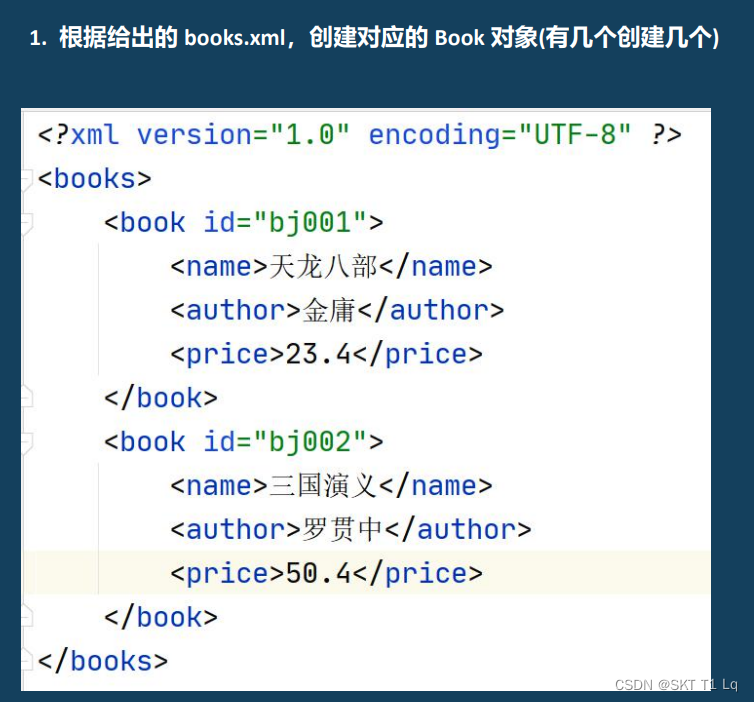 1. 根据给出的 books.xml，创建对应的 Book 对象(有几个创建几个)
<?xml version="1.0" encoding="UTF-8" ?>
<books>
    <book id="bj001">
        <name>天龙八部</name>
        <author>金庸</author>
        <price>23.4</price>
    </book>
    <book id="bj002">
        <name>三国演义</name>
        <author>罗贯中</author>
        <price>50.4</price>
    </book>
</books>
CSDN @SKT T1 Lq